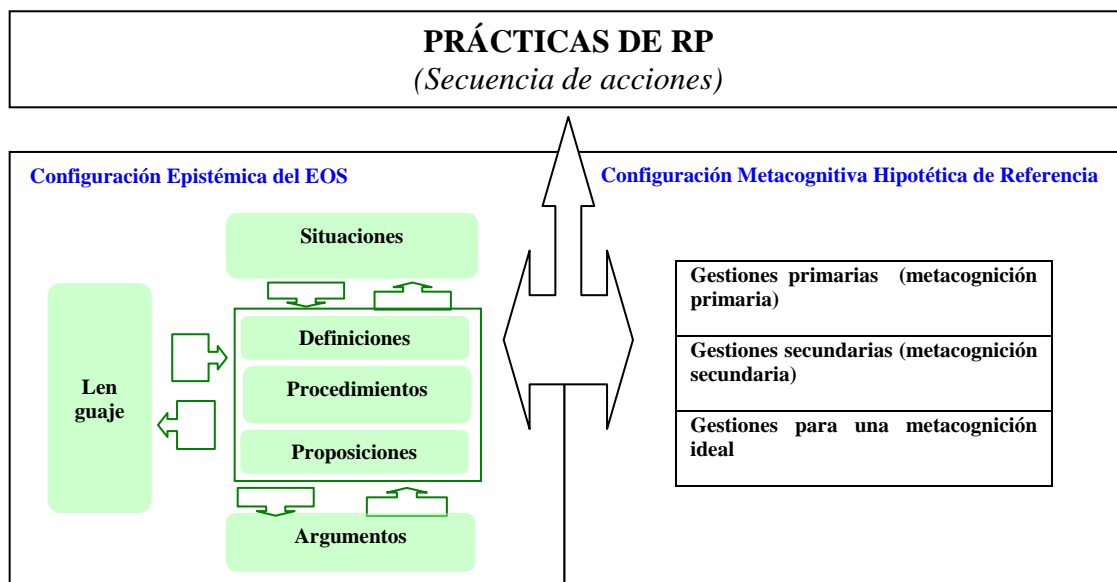 PRÁCTICAS DE RP
(Secuencia de acciones)
Configuración Epistémica del EOS
Situaciones
Definiciones
Procedimientos
Proposiciones
Len
guaje
Argumentos
Configuración Metacognitiva Hipotética de Referencia
Gestiones primarias (metacognición
primaria)
Gestiones secundarias (metacognición
secundaria)
Gestiones para una metacognición
ideal